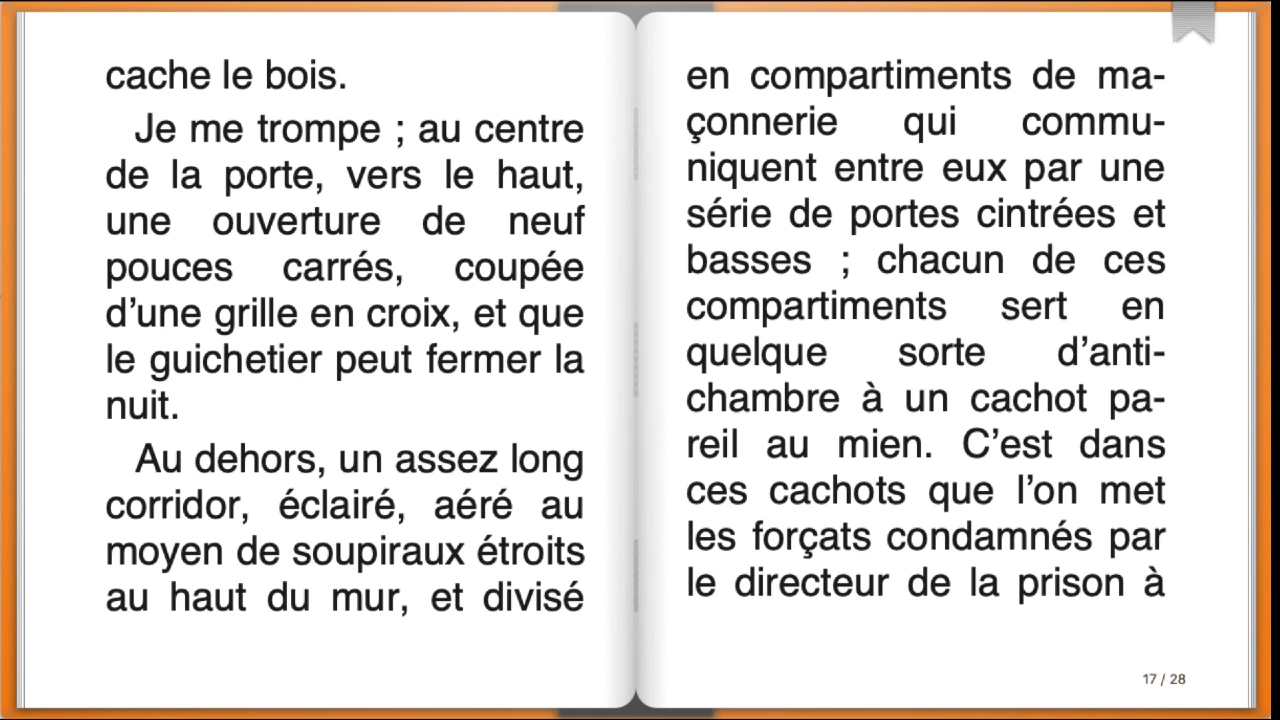 cache le bois.
Je me trompe ; au centre
de la porte, vers le haut,
une ouverture de neuf
pouces carrés, coupée
d’une grille en croix, et que
le guichetier peut fermer la
nuit.
Au dehors, un assez long
corridor, éclairé, aéré au
moyen de soupiraux étroits
au haut du mur, et divisé
en compartiments de ma-
çonnerie qui commu-
niquent entre eux par une
série de portes cintrées et
basses ; chacun de ces
compartiments sert en
quelque sorte d’anti-
chambre à un cachot pa-
reil au mien. C’est dans
ces cachots que l’on met
les forçats condamnés par
le directeur de la prison à
17 / 28